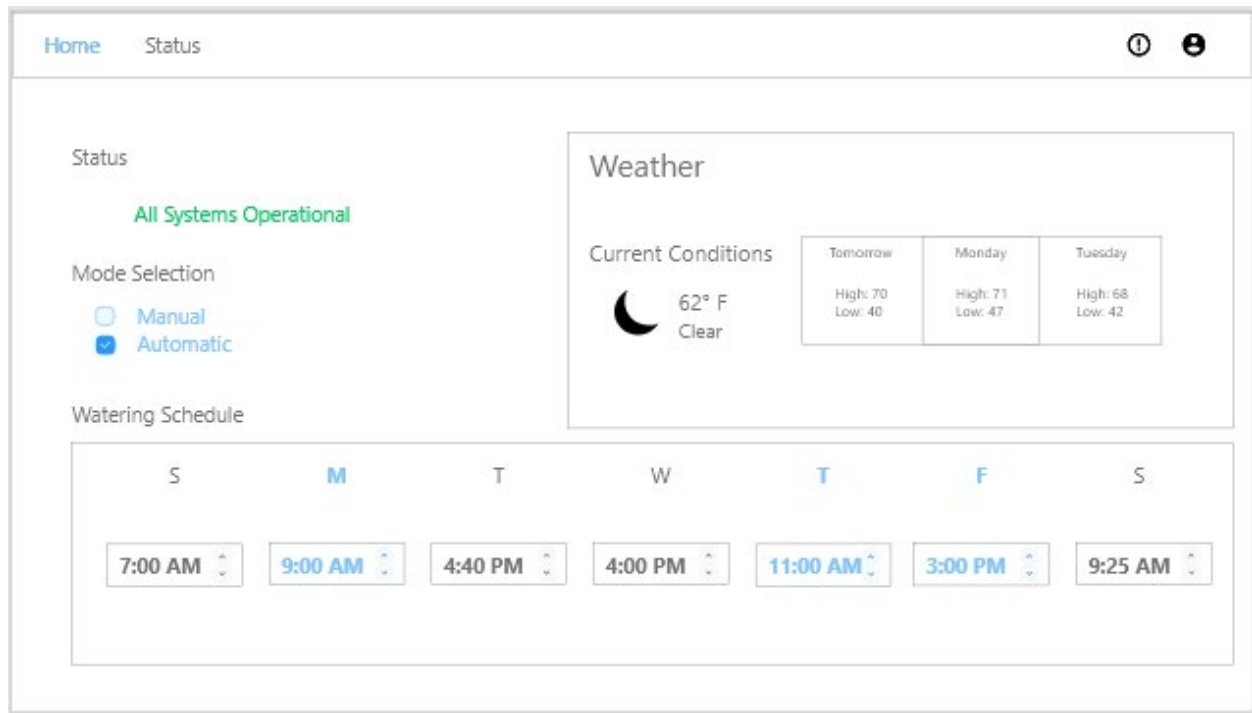 Home Status
Status
All Systems Operational
Mode Selection
Manual
Automatic
Weather
Current Conditions
62° F
Clear
Tomorrow Monday Tuesday
High: 70 High: 71 High: 68
Low: 40 Low: 47 Low: 42
Watering Schedule
S M T W T F S
7:00 AM 9:00 AM 4:40 PM 4:00 PM 11:00 AM 3:00 PM 9:25 AM